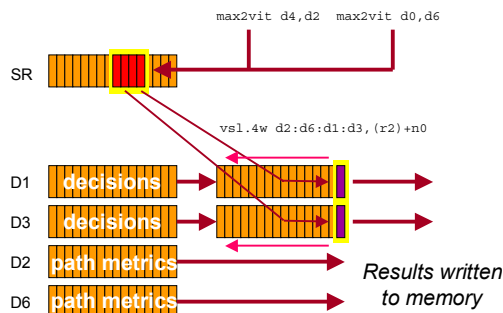 max2vit d4,d2 max2vit d0,d6
SR
vsl.4w d2:d6:d1:d3,(r2)+n0
D1 decisions
D3 decisions
D2 path metrics
D6 path metrics
Results written
to memory